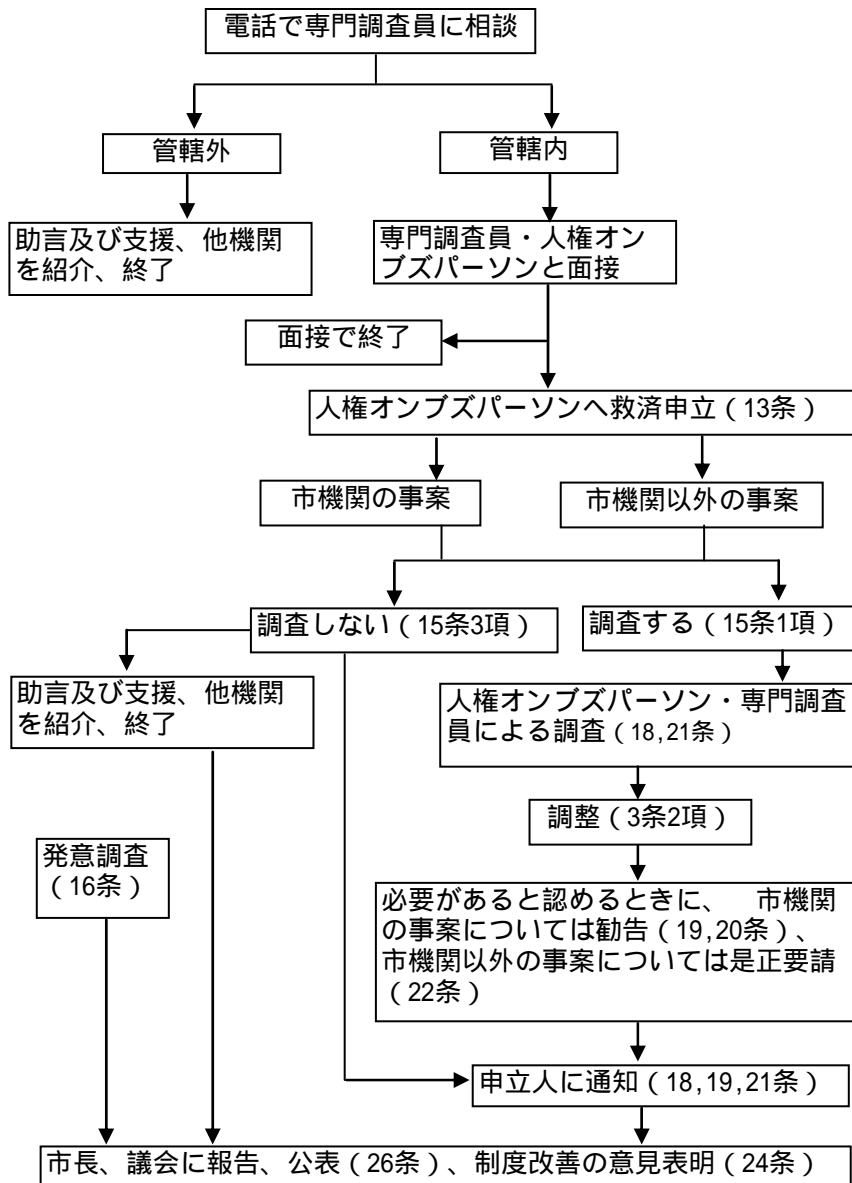 電話で専門調査員に相談
管轄外
管轄内
助言及び支援、他機関
を紹介、終了
専門調査員・人権オン
ブズパーソンと面接
面接で終了
人権オンブズパーソンへ救済申立（13条）
市機関の事案
市機関以外の事案
調査しない（15条3項）
調査する（15条1項）
助言及び支援、他機関
を紹介、終了
人権オンブズパーソン・専門調査
員による調査（18,21条）
調整（3条2項）
発意調査
（16条）
必要があると認めるときに、　市機関
の事案については勧告（19,20条）、
市機関以外の事案については是正要請
（22条）
申立人に通知（18,19,21条）
市長、議会に報告、公表（26条）、制度改善の意見表明（24条）